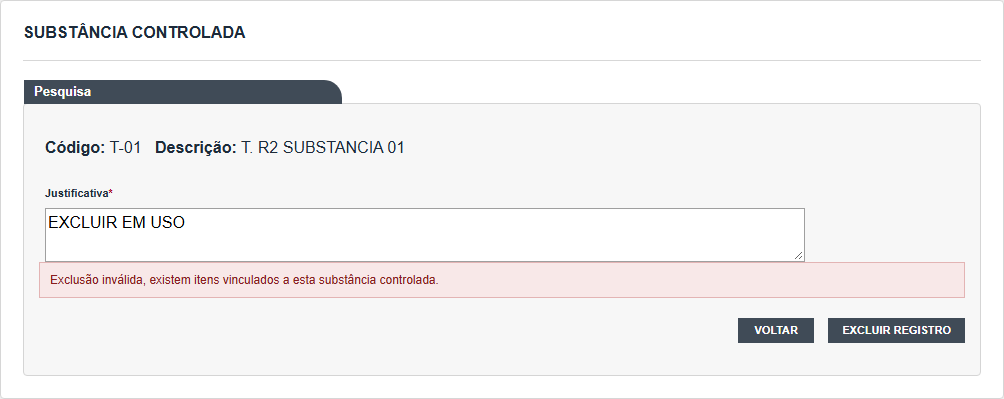 SUBSTÂNCIA CONTROLADA
Pesquisa
Código: T-01 Descrição: T. R2 SUBSTANCIA 01
Justificativa*
EXCLUIR EM USO
Exclusão inválida, existem itens vinculados a esta substância controlada.
VOLTAR EXCLUIR REGISTRO